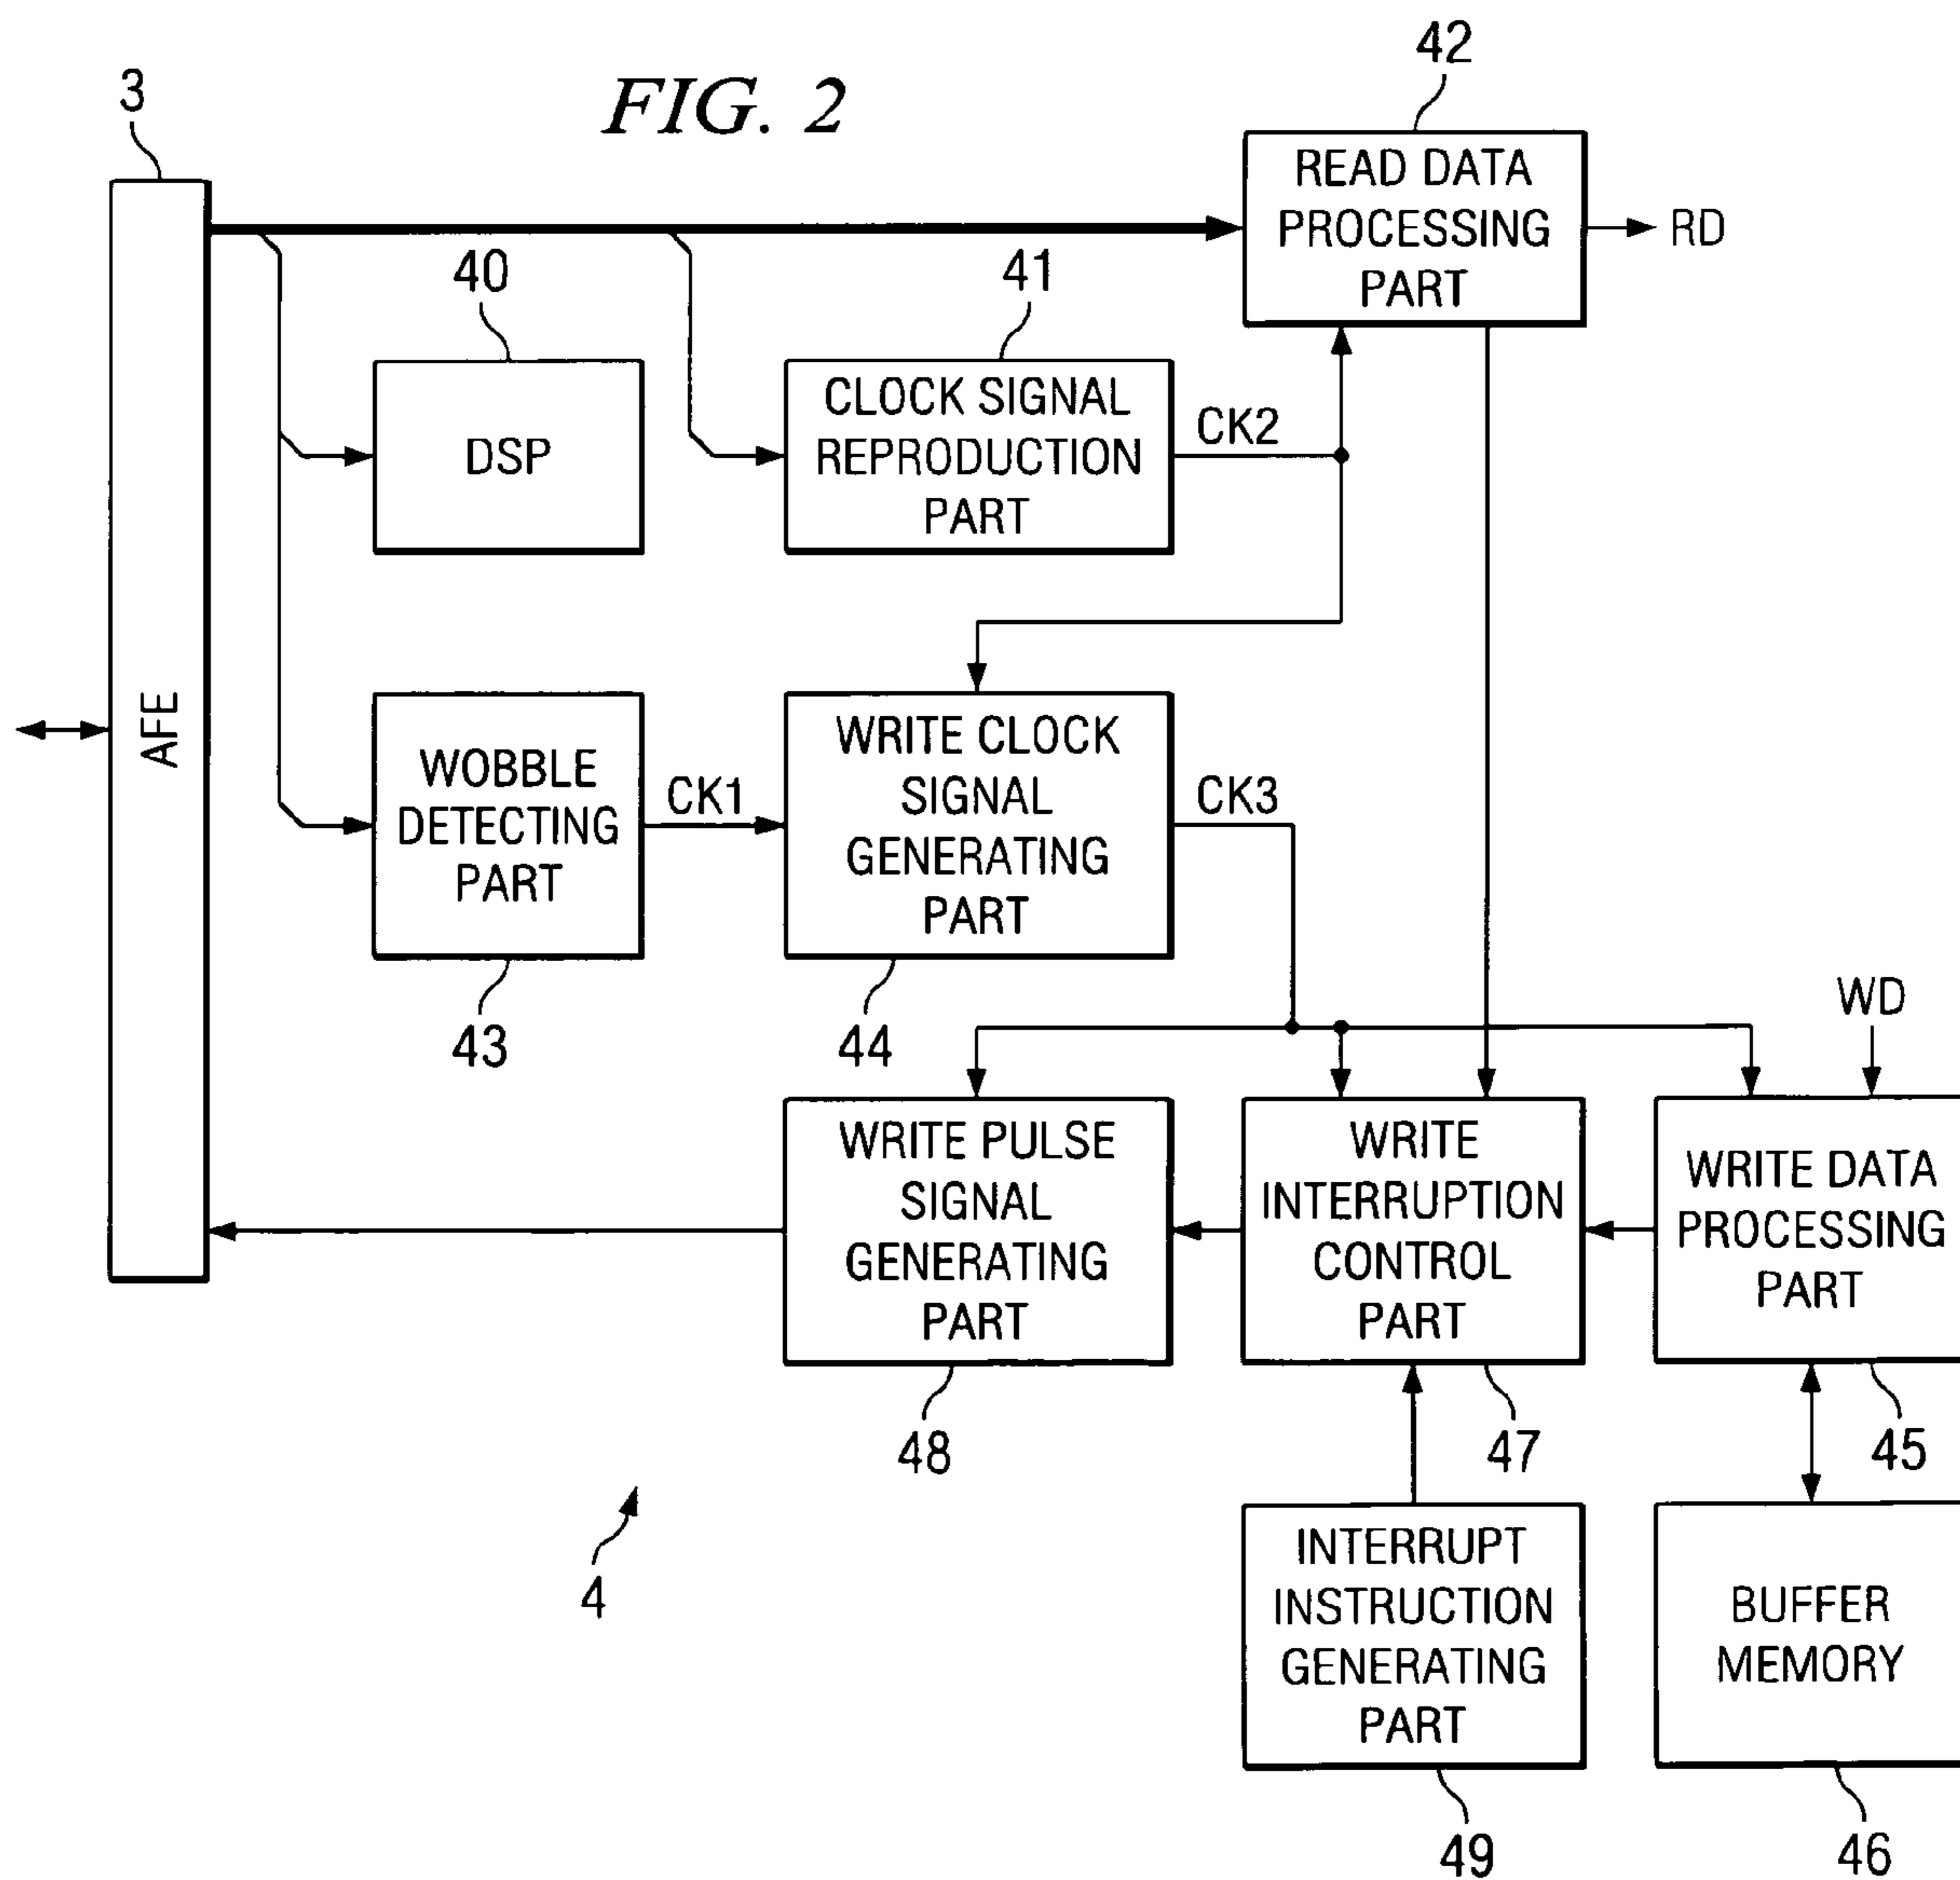 FIG. 2
3
42
READ DATA
PROCESSING
PART
RD
40
41
DSP
CLOCK SIGNAL
REPRODUCTION
PART
CK2
AFE
WOBBLE
DETECTING
PART
CK1
WRITE CLOCK
SIGNAL
GENERATING
PART
CK3
43
44
WD
WRITE PULSE
SIGNAL
GENERATING
PART
WRITE
INTERRUPTION
CONTROL
PART
WRITE DATA
PROCESSING
PART
48
47
45
4
INTERRUPT
INSTRUCTION
GENERATING
PART
BUFFER
MEMORY
49
46